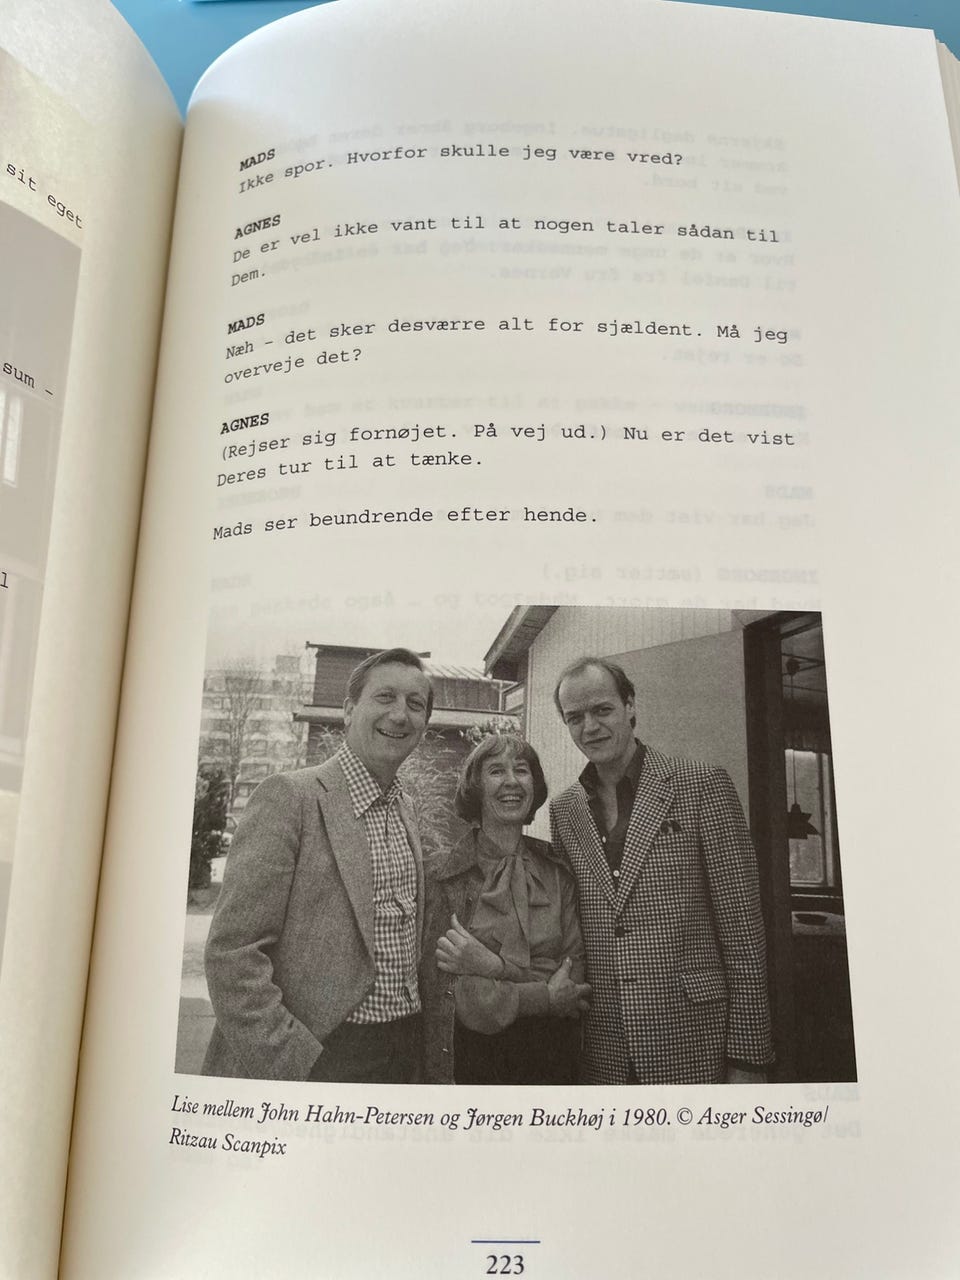 sit eget
sum –
l
MADS
Ikke spor. Hvorfor skulle jeg være vred?
AGNES
De er vel ikke vant til at nogen taler sådan til
Dem.
MADS
Næh – det sker desværre alt for sjældent. Må jeg
overveje det?
AGNES
(Rejser sig fornøjet. På vej ud.) Nu er det vist
Deres tur til at tænke.
Mads ser beundrende efter hende.
Lise mellem John Hahn-Petersen og Jørgen Buckhøj i 1980. © Asger Sessingø/
Ritzau Scanpix
223